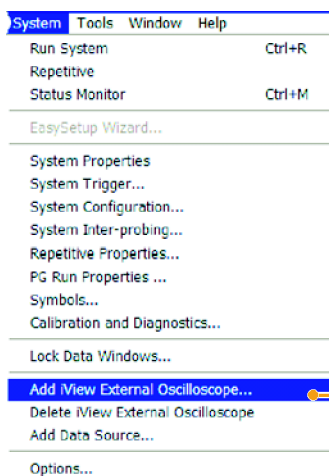 System Tools Window Help
Run System Ctrl+R
Repetitive
Status Monitor Ctrl+M
EasySetup Wizard...
System Properties
System Trigger...
System Configuration...
System Inter-probing...
Repetitive Properties...
PG Run Properties ...
Symbols...
Calibration and Diagnostics...
Lock Data Windows...
Add iView External Oscilloscope...
Delete iView External Oscilloscope
Add Data Source...
Options...